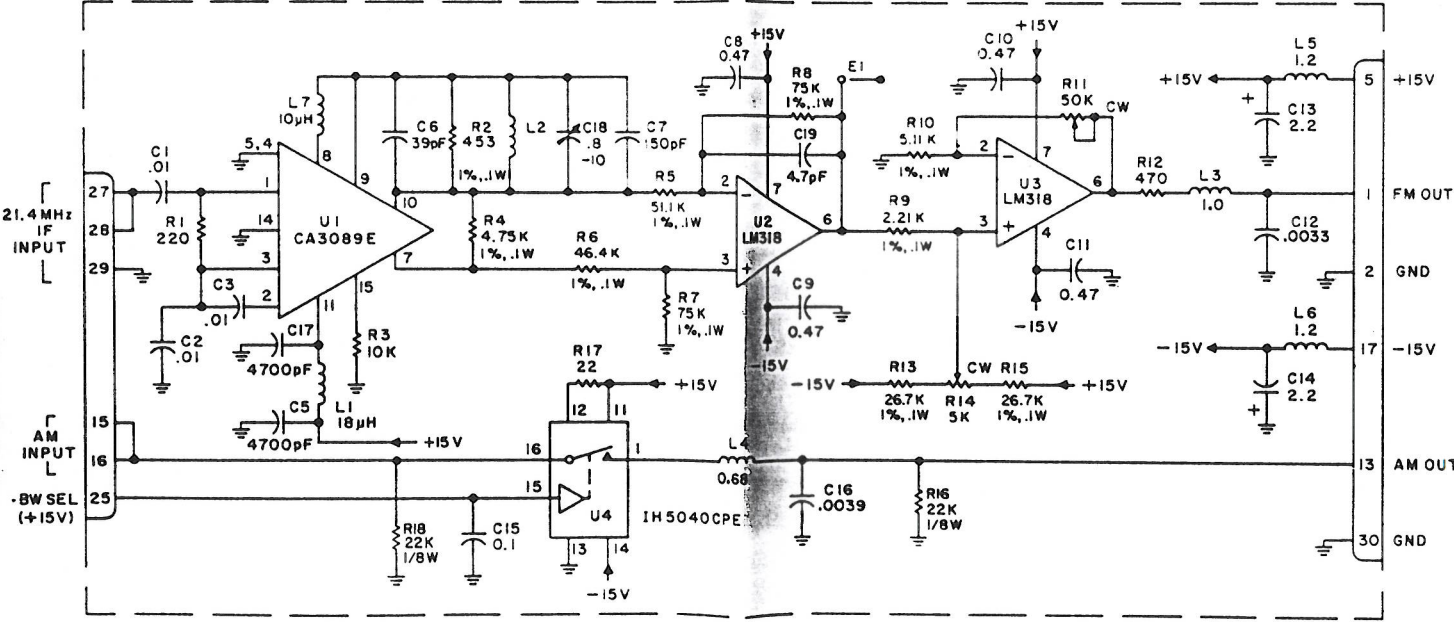 C1
.01
27
21.4MHz
IF
INPUT
28
29
R1
220
C3
.01
C2
.01
5,4
1
14
3
2
U1
CA3089E
8
9
10
7
15
11
L7
10µH
C6
39pF
R2
453
1%,.1W
L2
C18
.8
-10
C7
150pF
R4
4.75K
1%,.1W
R5
51.1K
1%,.1W
R6
46.4K
1%,.1W
R7
75K
1%,.1W
R3
10K
C17
4700pF
C5
4700pF
L1
18µH
+15V
C8
0.47
+15V
R8
75K
1%,.1W
E1
C19
4.7pF
2
7
U2
LM318
6
3
4
C9
0.47
-15V
C10
0.47
+15V
R11
50K
CW
R10
5.11K
1%,.1W
2
7
U3
LM318
6
3
4
R9
2.21K
1%,.1W
C11
0.47
-15V
R12
470
L3
1.0
C12
.0033
-15V
R13
26.7K
1%,.1W
CW
R14
5K
R15
26.7K
1%,.1W
+15V
L5
1.2
+15V
+
C13
2.2
5
+15V
1
FM OUT
2
GND
L6
1.2
-15V
C14
2.2
+
17
-15V
13
AM OUT
30
GND
AM
INPUT
15
16
BW SEL
(+15V)
25
R18
22K
1/8W
C15
0.1
R17
22
+15V
12
11
16
1
15
U4
13
14
-15V
IH5040CPE
L4
0.68
C16
.0039
R16
22K
1/8W